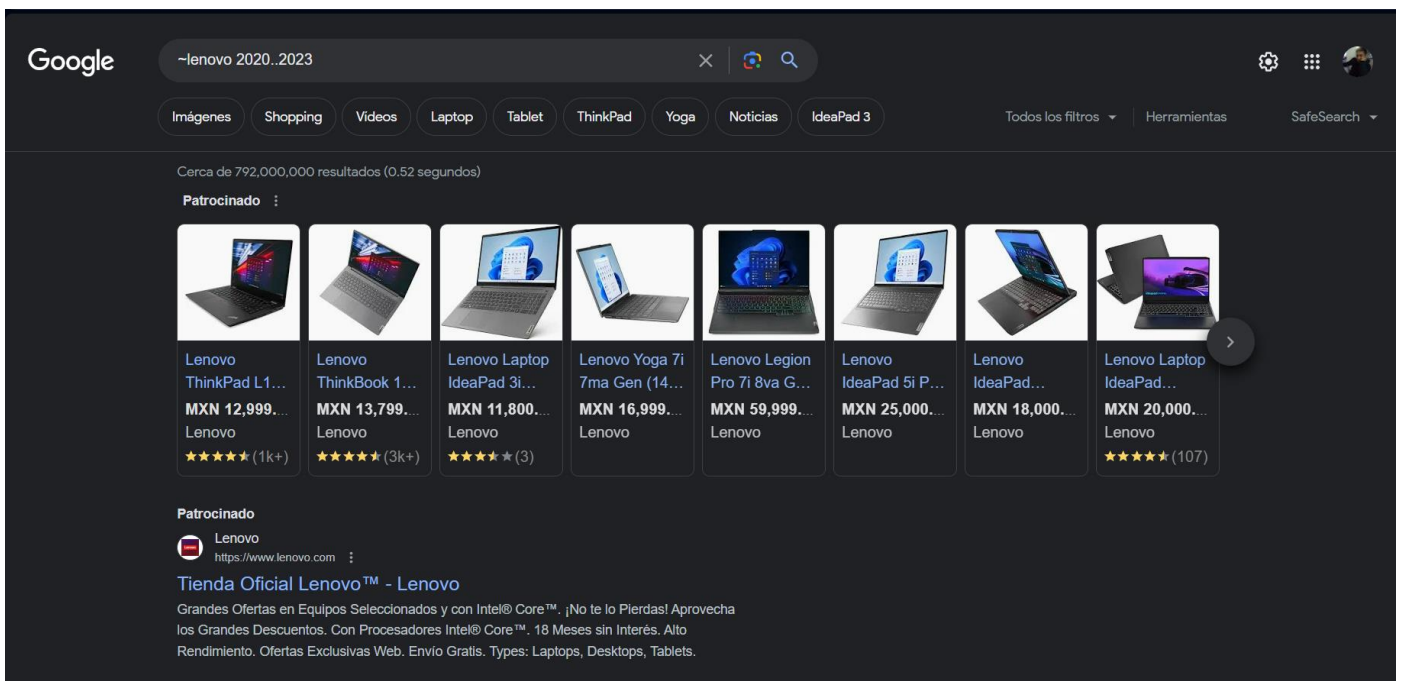 Google
~lenovo 2020..2023
Imágenes Shopping Videos Laptop Tablet ThinkPad Yoga Noticias IdeaPad 3 Todos los filtros Herramientas SafeSearch
Cerca de 792,000,000 resultados (0.52 segundos)
Patrocinado
Lenovo ThinkPad L1...
MXN 12,999....
Lenovo
(1k+)
Lenovo ThinkBook 1...
MXN 13,799....
Lenovo
(3k+)
Lenovo Laptop IdeaPad 3i...
MXN 11,800....
Lenovo
(3)
Lenovo Yoga 7i 7ma Gen (14...
MXN 16,999....
Lenovo
Lenovo Legion Pro 7i 8va G...
MXN 59,999....
Lenovo
Lenovo IdeaPad 5i P...
MXN 25,000....
Lenovo
Lenovo IdeaPad...
MXN 18,000....
Lenovo
Lenovo Laptop IdeaPad...
MXN 20,000....
Lenovo
(107)
Patrocinado
Lenovo
https://www.lenovo.com
Tienda Oficial Lenovo™ - Lenovo
Grandes Ofertas en Equipos Seleccionados y con Intel® Core™. ¡No te lo Pierdas! Aprovecha
los Grandes Descuentos. Con Procesadores Intel® Core™. 18 Meses sin Interés. Alto
Rendimiento. Ofertas Exclusivas Web. Envío Gratis. Types: Laptops, Desktops, Tablets.